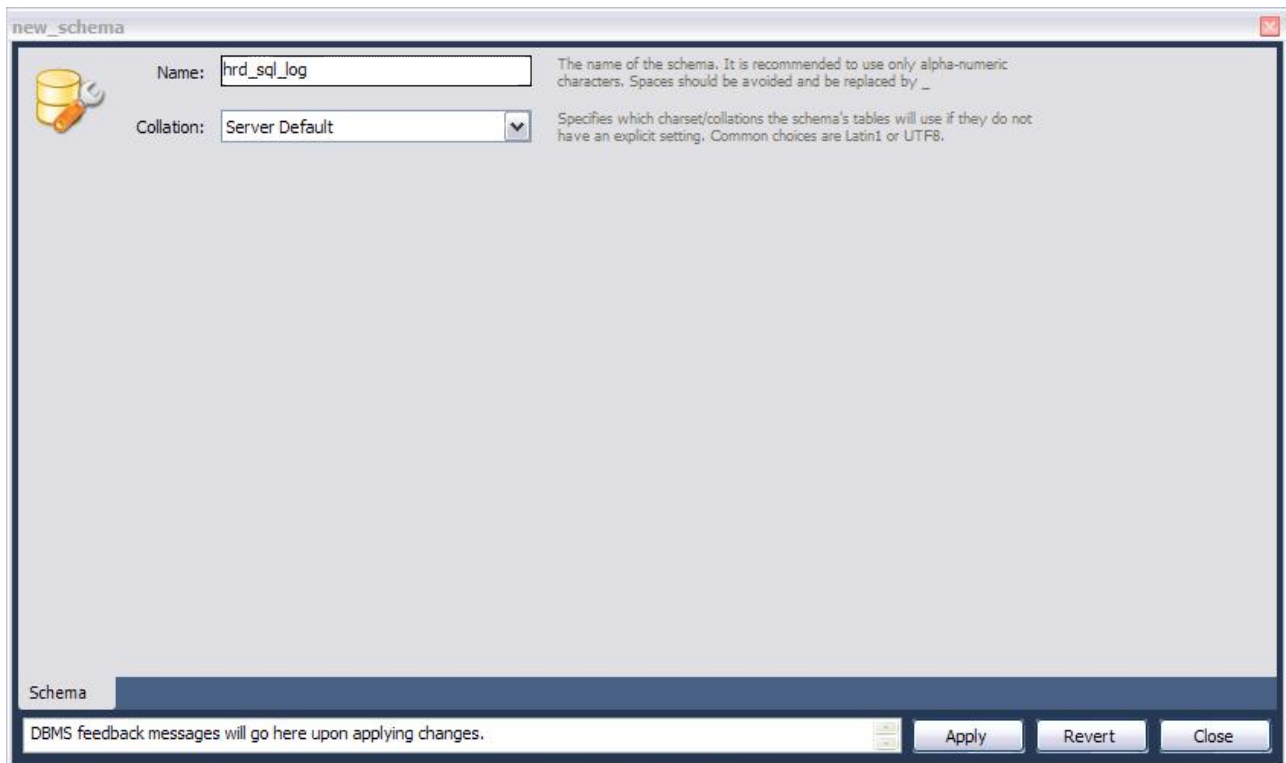 new_schema
Name:
hrd_sql_log
The name of the schema. It is recommended to use only alpha-numeric
characters. Spaces should be avoided and be replaced by _
Collation:
Server Default
Specifies which charset/collations the schema's tables will use if they do not
have an explicit setting. Common choices are Latin1 or UTF8.
Schema
DBMS feedback messages will go here upon applying changes.
Apply
Revert
Close